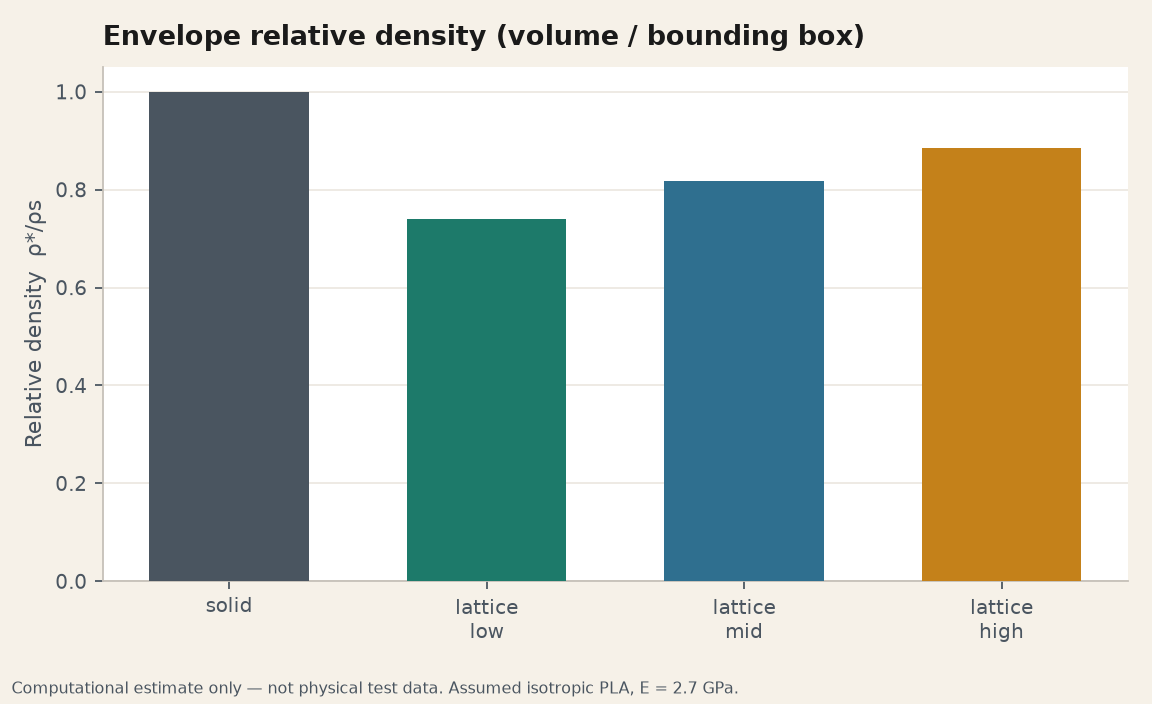 Envelope relative density (volume / bounding box)
Relative density  ρ*/ρs
1.0
0.8
0.6
0.4
0.2
0.0
solid
lattice
low
lattice
mid
lattice
high
Computational estimate only — not physical test data. Assumed isotropic PLA, E = 2.7 GPa.